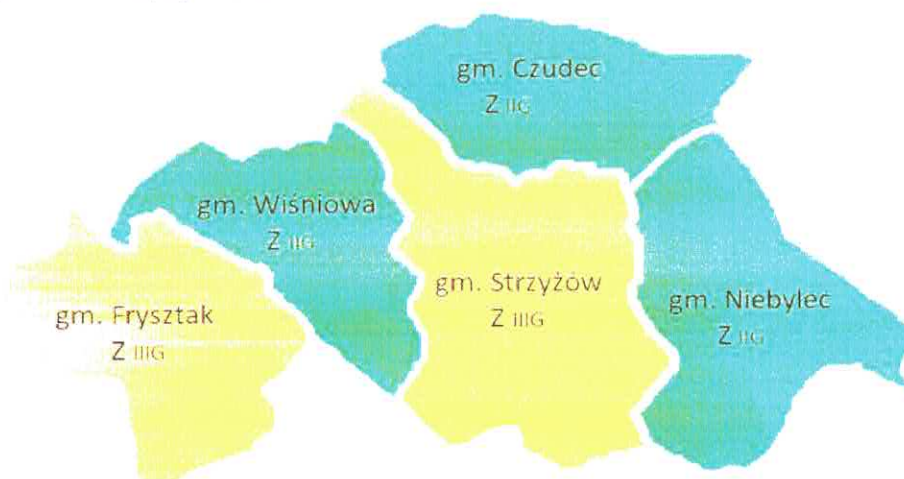 gm. Czudec
Z IIG
gm. Wiśniowa
Z IIG
gm. Strzyżów
Z IIIG
gm. Niebylec
Z IIG
gm. Frysztak
Z IIIG